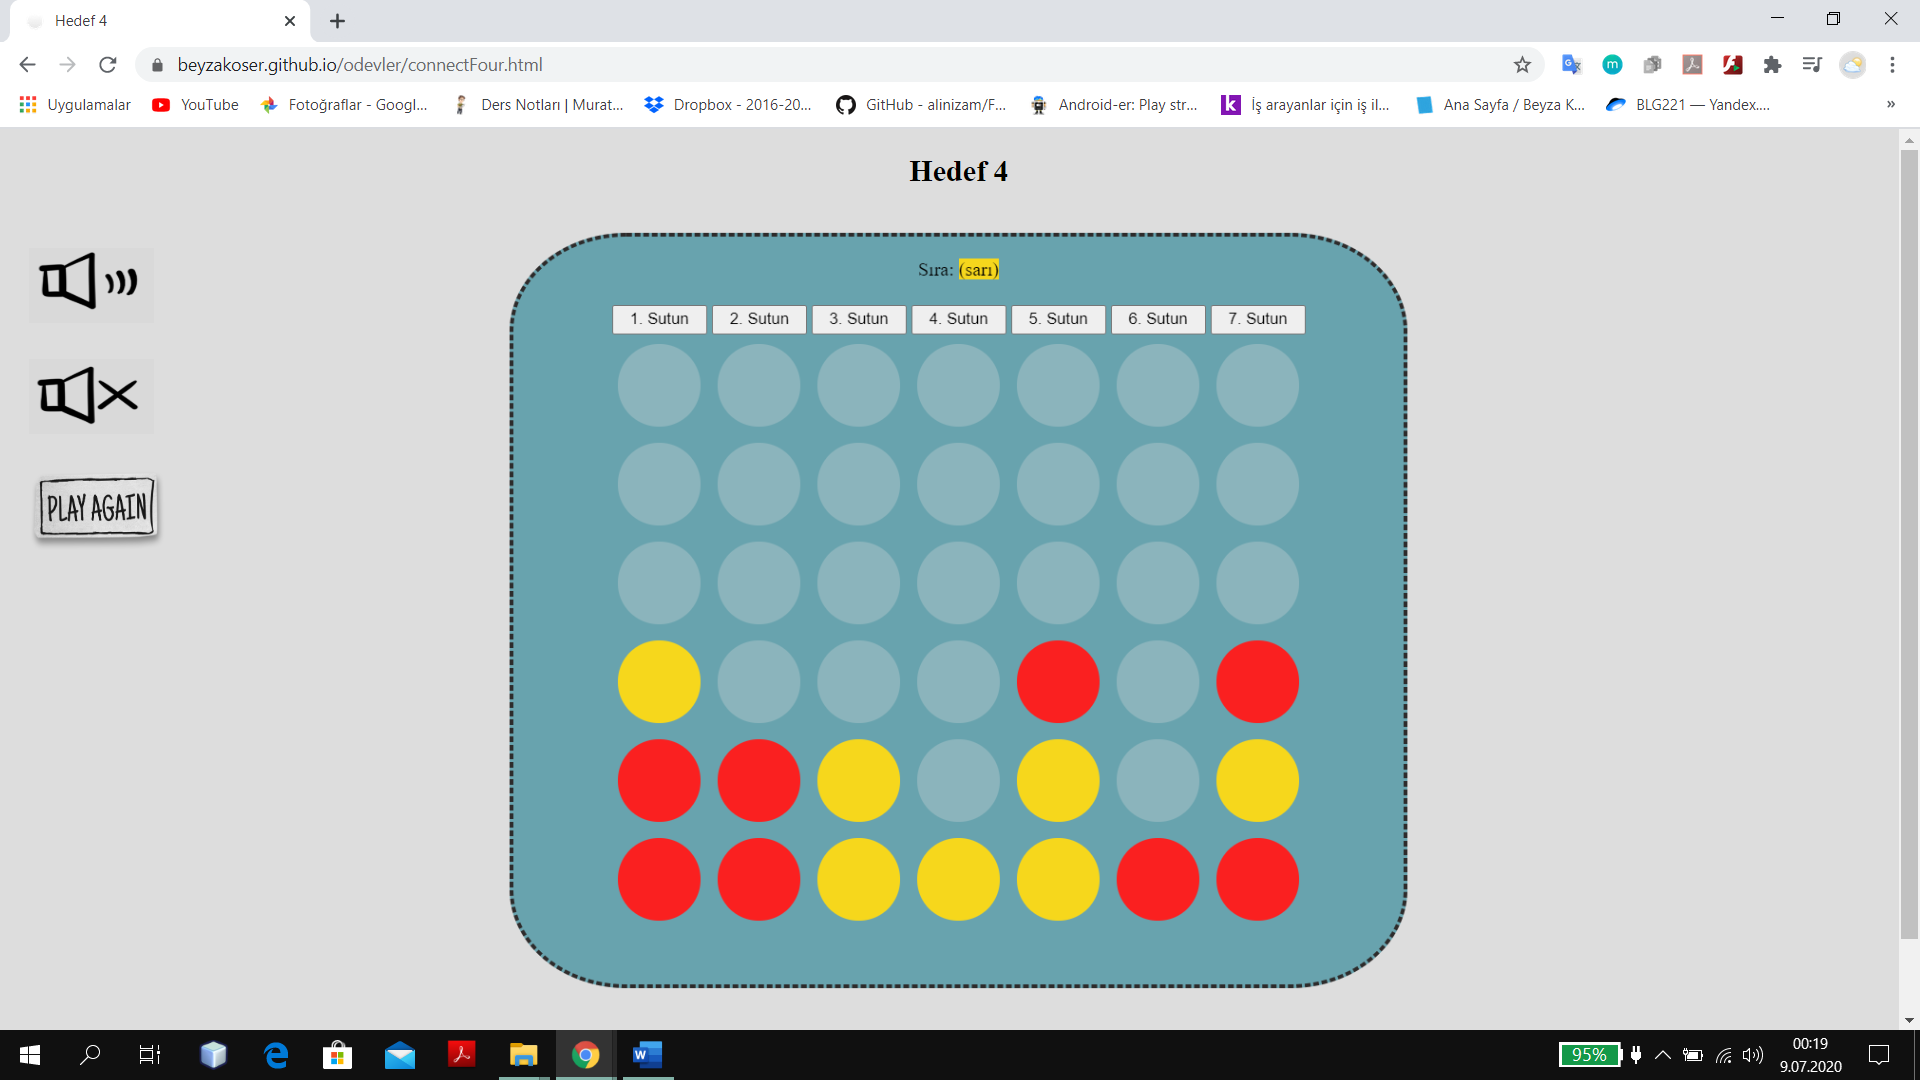 Hedef 4
beyzakoser.github.io/odevler/connectFour.html
Uygulamalar YouTube Fotoğraflar - Googl... Ders Notları | Murat... Dropbox - 2016-20... GitHub - alinizam/F... Android-er: Play str... İş arayanlar için iş il... Ana Sayfa / Beyza K... BLG221 — Yandex.... »
Hedef 4
Sıra: (sarı)
1. Sutun 2. Sutun 3. Sutun 4. Sutun 5. Sutun 6. Sutun 7. Sutun
PLAY AGAIN
95%
00:19
9.07.2020